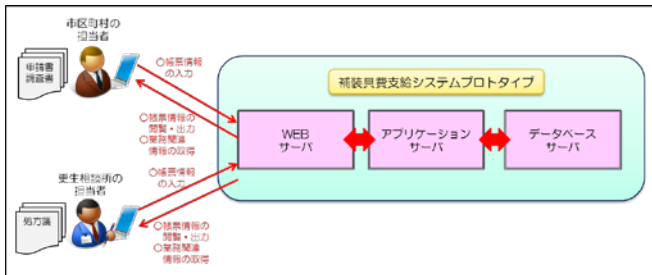 市区町村の
担当者
申請書
調査書
〇帳票情報
の入力
〇帳票情報の
閲覧・出力
〇業務関連
情報の取得
補装具費支給システムプロトタイプ
WEB
サーバ
アプリケーション
サーバ
データベース
サーバ
更生相談所の
担当者
処方箋
〇帳票情報
の入力
〇帳票情報の
閲覧・出力
〇業務関連
情報の取得